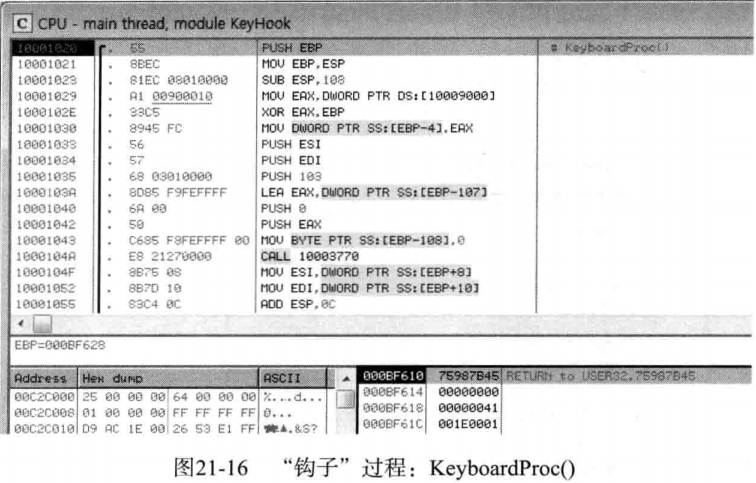 C CPU - main thread, module KeyHook
10001020 . 55 PUSH EBP # KeyboardProc()
10001021 . 8BEC MOV EBP,ESP
10001023 . 81EC 08010000 SUB ESP,108
10001029 . A1 00900010 MOV EAX,DWORD PTR DS:[10009000]
1000102E . 33C5 XOR EAX,EBP
10001030 . 8945 FC MOV DWORD PTR SS:[EBP-4],EAX
10001033 . 56 PUSH ESI
10001034 . 57 PUSH EDI
10001035 . 68 03010000 PUSH 103
1000103A . 8D85 F9FEFFFF LEA EAX,DWORD PTR SS:[EBP-107]
10001040 . 6A 00 PUSH 0
10001042 . 50 PUSH EAX
10001043 . C685 F8FEFFFF 00 MOV BYTE PTR SS:[EBP-108],0
1000104A . E8 21270000 CALL 10003770
1000104F . 8B75 08 MOV ESI,DWORD PTR SS:[EBP+8]
10001052 . 8B7D 10 MOV EDI,DWORD PTR SS:[EBP+10]
10001055 . 83C4 0C ADD ESP,0C
EBP=000BF628
Address Hex dump ASCII
00C2C000 25 00 00 00 64 00 00 00 %...d...
00C2C008 01 00 00 00 FF FF FF FF
00C2C010 D9 AC 1E 00 26 53 E1 FF
000BF610 75987B45 RETURN to USER32.75987B45
000BF614 00000000
000BF618 00000041
000BF61C 001E0001
图21-16 “钩子”过程：KeyboardProc()